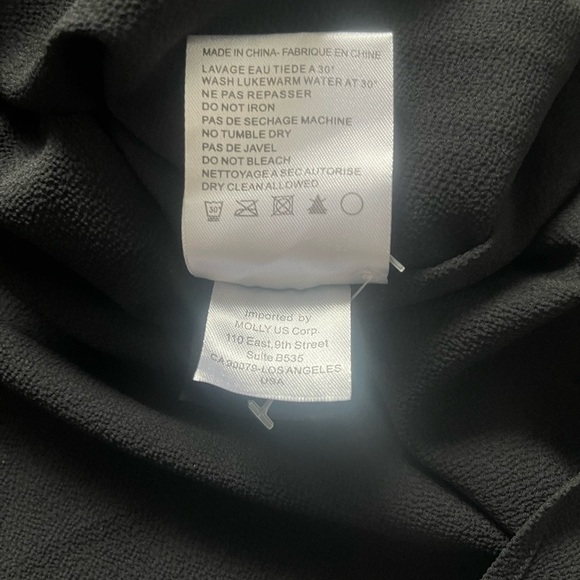 MADE IN CHINA- FABRIQUE EN CHINE
LAVAGE EAU TIEDE A 30°
WASH LUKEWARM WATER AT 30°
NE PAS REPASSER
DO NOT IRON
PAS DE SECHAGE MACHINE
NO TUMBLE DRY
PAS DE JAVEL
DO NOT BLEACH
NETTOYAGE A SEC AUTORISE
DRY CLEAN ALLOWED
30°
Imported by
MOLLY US Corp.
110 East,9th Street
Suite B535
CA 90079-LOS ANGELES
USA